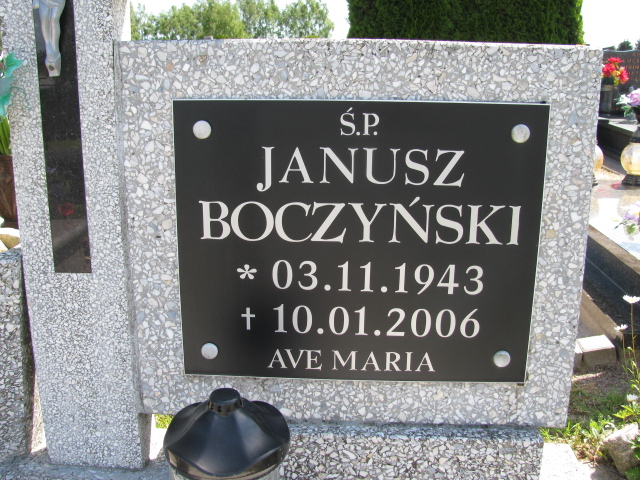 Ś.P.
JANUSZ
BOCZYŃSKI
* 03.11.1943
† 10.01.2006
AVE MARIA